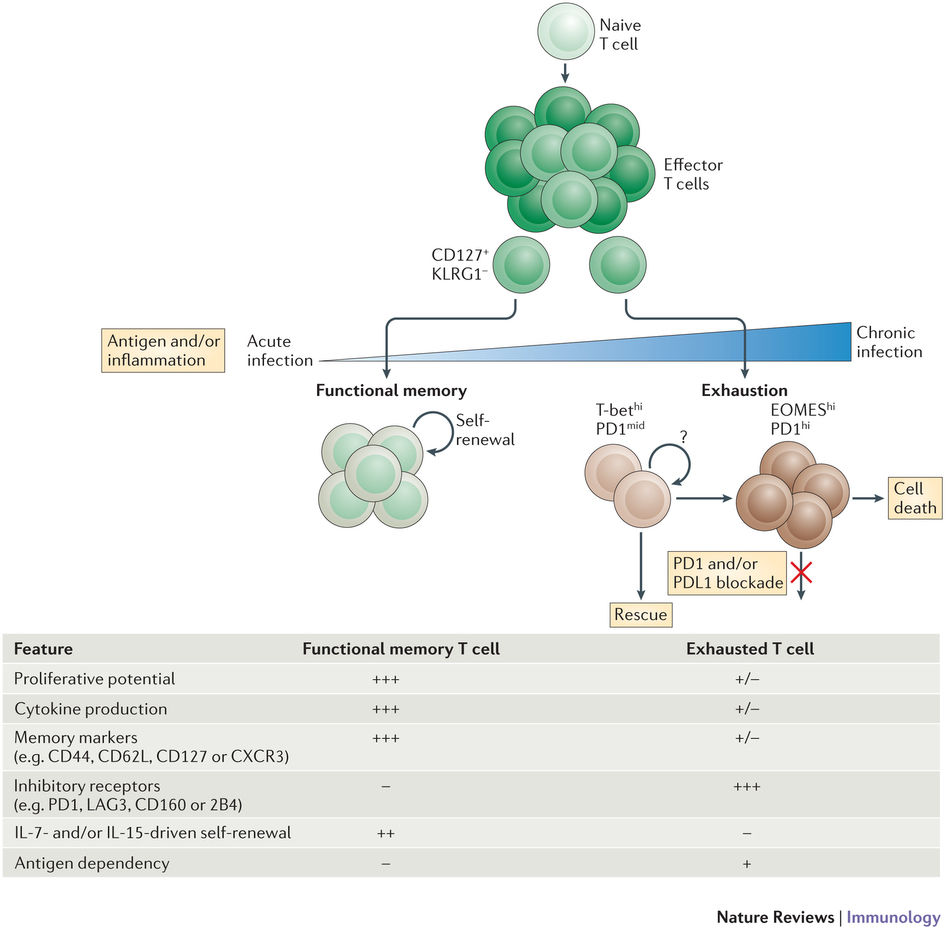 Naive
T cell
Effector
T cells
CD127⁺
KLRG1⁻
Antigen and/or
inflammation
Acute
infection
Chronic
infection
Functional memory
Exhaustion
Self-
renewal
T-betʰⁱ
PD1ᵐⁱᵈ
?
EOMESʰⁱ
PD1ʰⁱ
Cell
death
PD1 and/or
PDL1 blockade
Rescue
Feature Functional memory T cell Exhausted T cell
Proliferative potential +++ +/–
Cytokine production +++ +/–
Memory markers +++ +/–
(e.g. CD44, CD62L, CD127 or CXCR3)
Inhibitory receptors – +++
(e.g. PD1, LAG3, CD160 or 2B4)
IL-7- and/or IL-15-driven self-renewal ++ –
Antigen dependency – +
Nature Reviews | Immunology